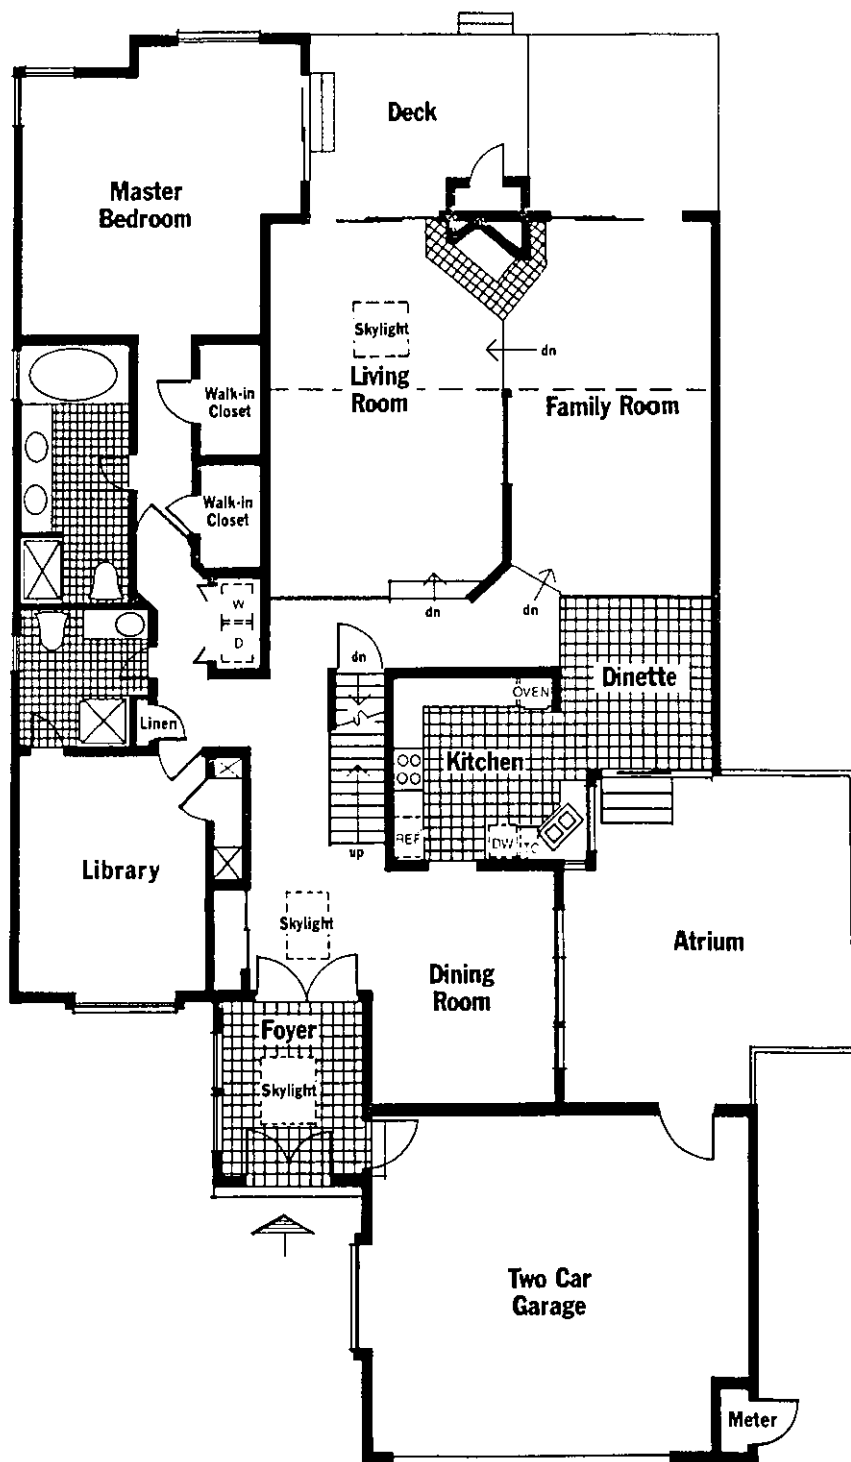 Deck
Master
Bedroom
Skylight
dn
Living
Room
Family Room
Walk-in
Closet
Walk-in
Closet
W
D
dn
dn
dn
OVEN
Dinette
Linen
Kitchen
REF
DW
TC
up
Library
Skylight
Atrium
Dining
Room
Foyer
Skylight
Two Car
Garage
Meter